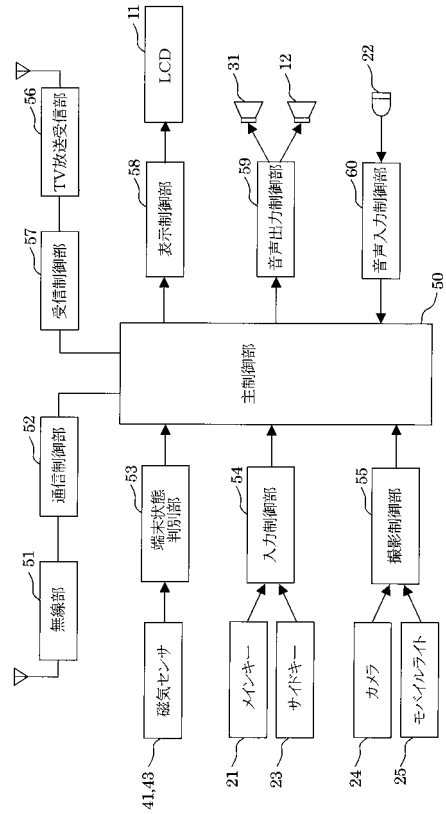 51
無線部
52
通信制御部
57
受信制御部
56
TV放送受信部
41,43
磁気センサ
53
端末状態
判別部
58
表示制御部
11
LCD
21
メインキー
23
サイドキー
54
入力制御部
主制御部
50
59
音声出力制御部
31
12
24
カメラ
25
モバイルライト
55
撮影制御部
60
音声入力制御部
22